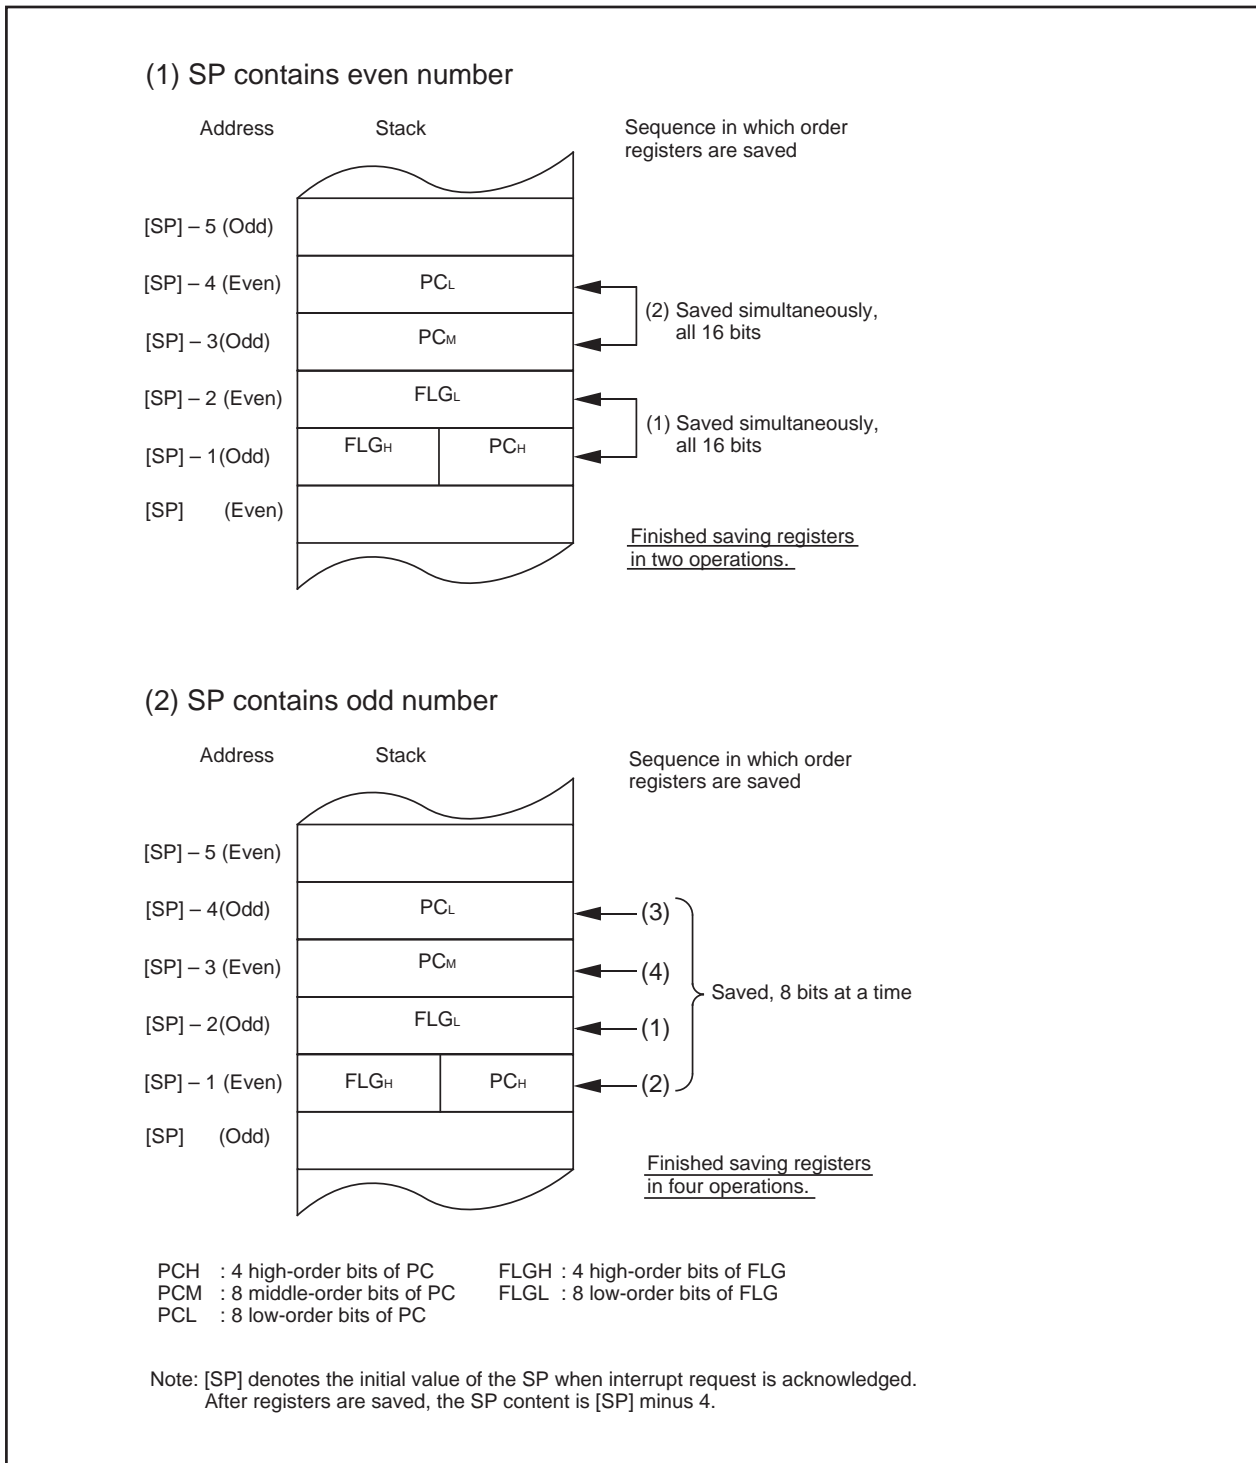 (1) SP contains even number
Address Stack Sequence in which order
registers are saved
[SP] – 5 (Odd)
[SP] – 4 (Even) PCL
(2) Saved simultaneously,
all 16 bits
[SP] – 3(Odd) PCM
[SP] – 2 (Even) FLGL
(1) Saved simultaneously,
all 16 bits
[SP] – 1(Odd) FLGH PCH
[SP] (Even)
Finished saving registers
in two operations.
(2) SP contains odd number
Address Stack Sequence in which order
registers are saved
[SP] – 5 (Even)
[SP] – 4(Odd) PCL (3)
[SP] – 3 (Even) PCM (4)
Saved, 8 bits at a time
[SP] – 2(Odd) FLGL (1)
[SP] – 1 (Even) FLGH PCH (2)
[SP] (Odd)
Finished saving registers
in four operations.
PCH : 4 high-order bits of PC FLGH : 4 high-order bits of FLG
PCM : 8 middle-order bits of PC FLGL : 8 low-order bits of FLG
PCL : 8 low-order bits of PC
Note: [SP] denotes the initial value of the SP when interrupt request is acknowledged.
After registers are saved, the SP content is [SP] minus 4.